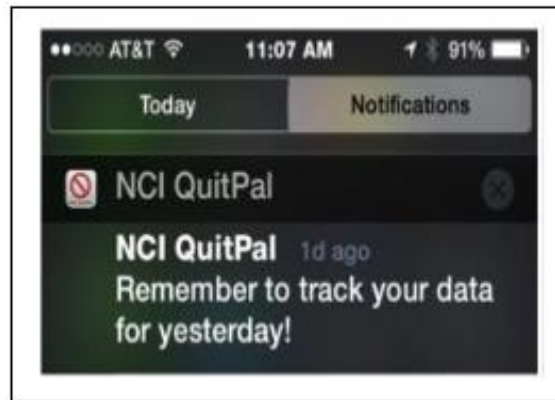 AT&T 11:07 AM 91%
Today Notifications
NCI QuitPal
NCI QuitPal 1d ago
Remember to track your data
for yesterday!